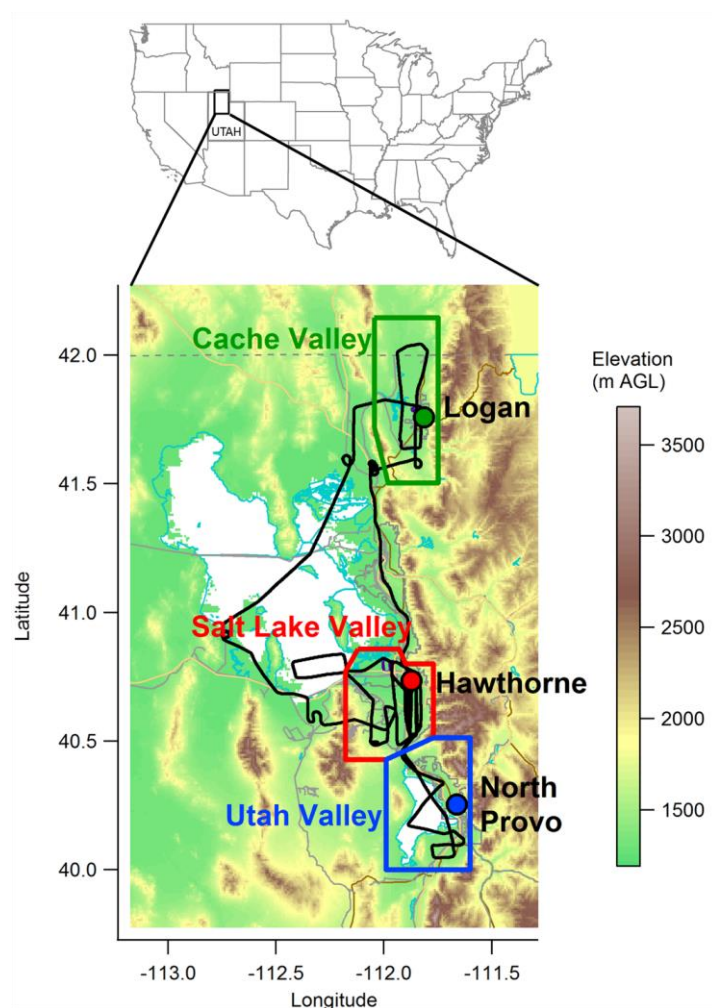 UTAH
Cache Valley
Logan
Salt Lake Valley
Hawthorne
North
Provo
Utah Valley
Latitude
42.0
41.5
41.0
40.5
40.0
-113.0
-112.5
-112.0
-111.5
Longitude
Elevation
(m AGL)
3500
3000
2500
2000
1500